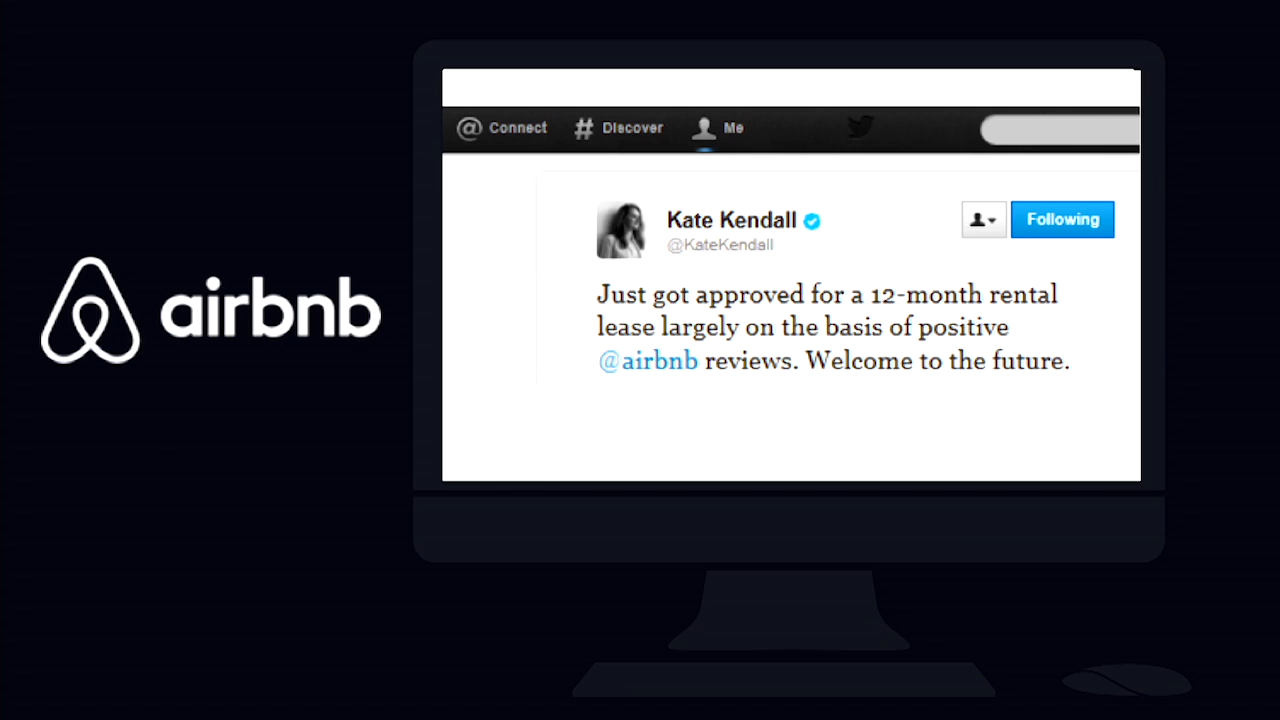 airbnb
@ Connect # Discover Me
Kate Kendall
@KateKendall
Following
Just got approved for a 12-month rental
lease largely on the basis of positive
@airbnb reviews. Welcome to the future.